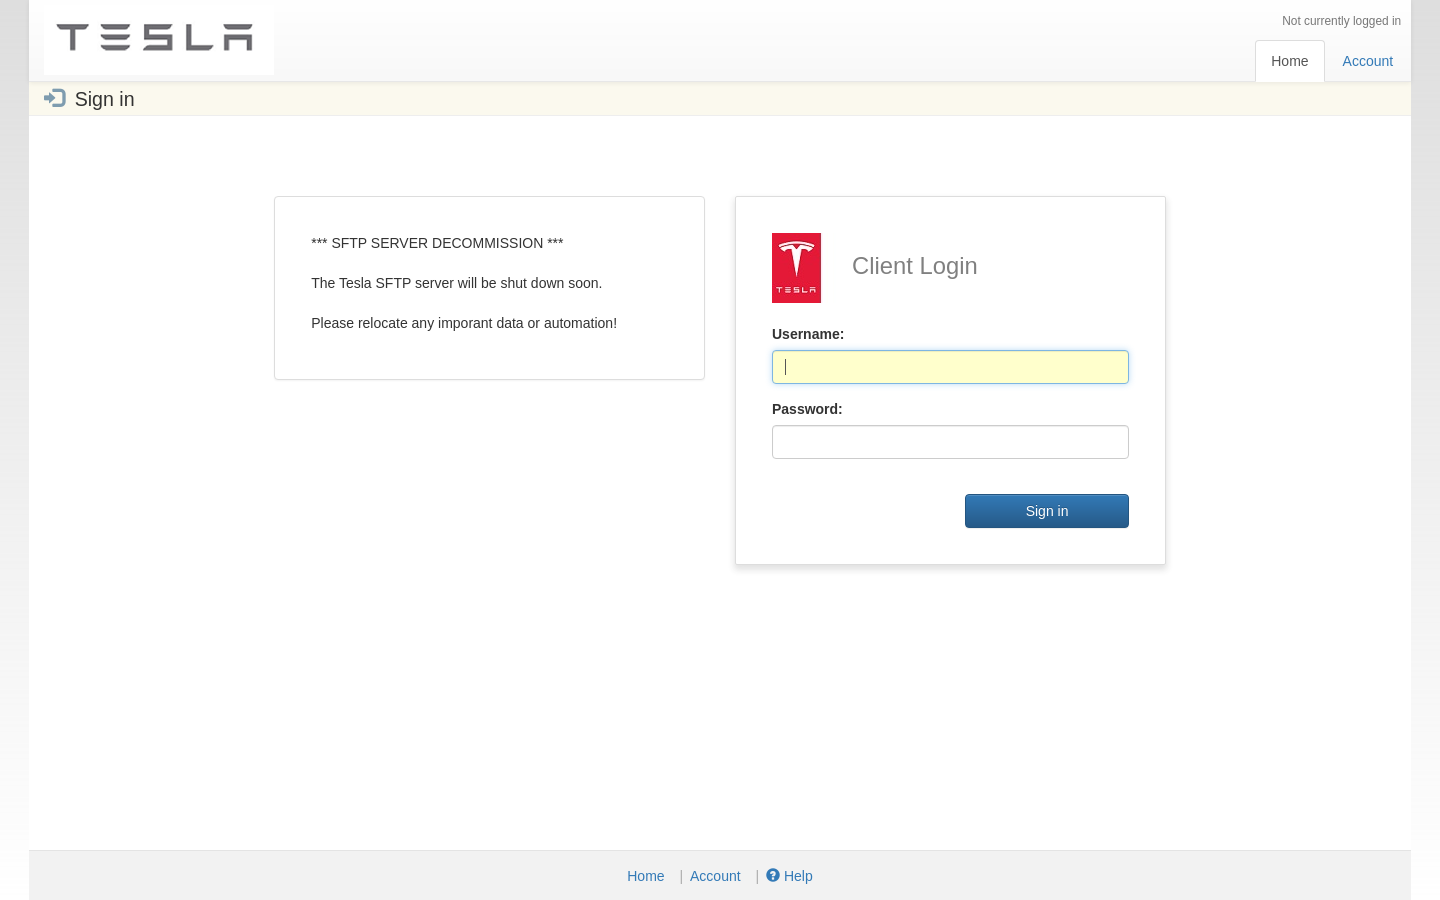 TESLA
Not currently logged in
Home
Account
Sign in
*** SFTP SERVER DECOMMISSION ***
The Tesla SFTP server will be shut down soon.
Please relocate any imporant data or automation!
TESLA
Client Login
Username:
Password:
Sign in
Home | Account | Help